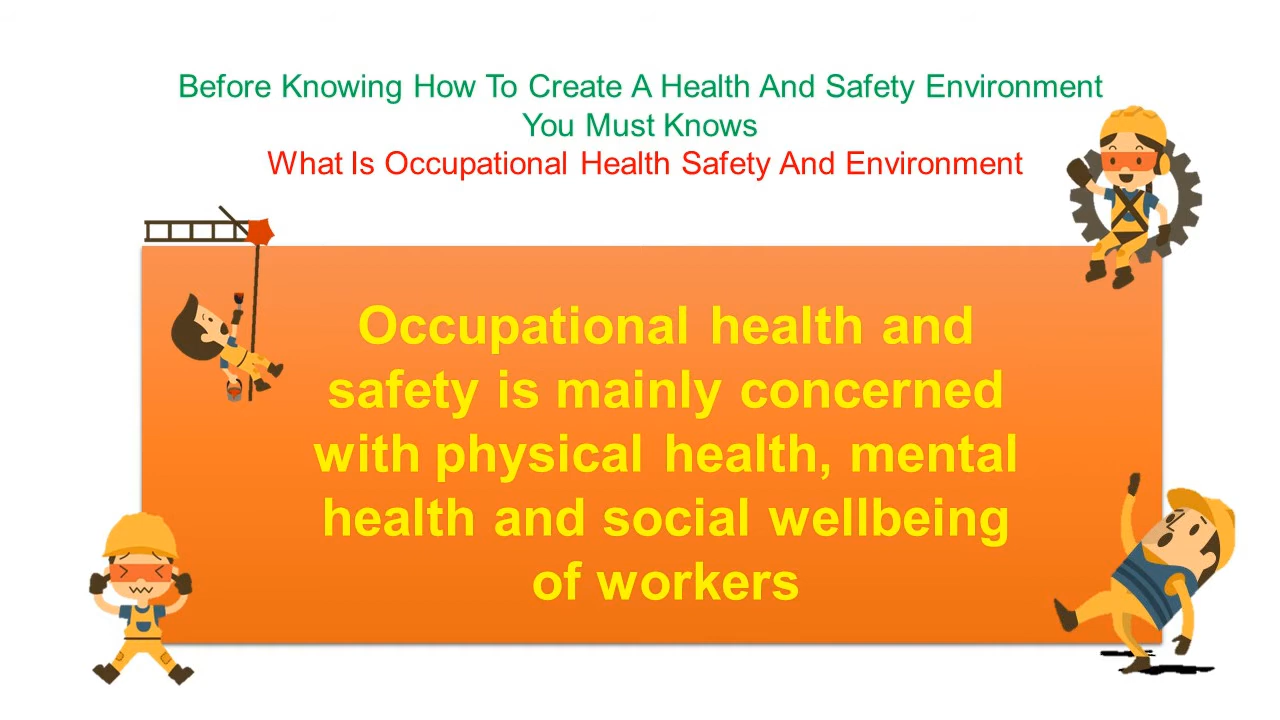 Before Knowing How To Create A Health And Safety Environment
You Must Knows
What Is Occupational Health Safety And Environment
Occupational health and
safety is mainly concerned
with physical health, mental
health and social wellbeing
of workers